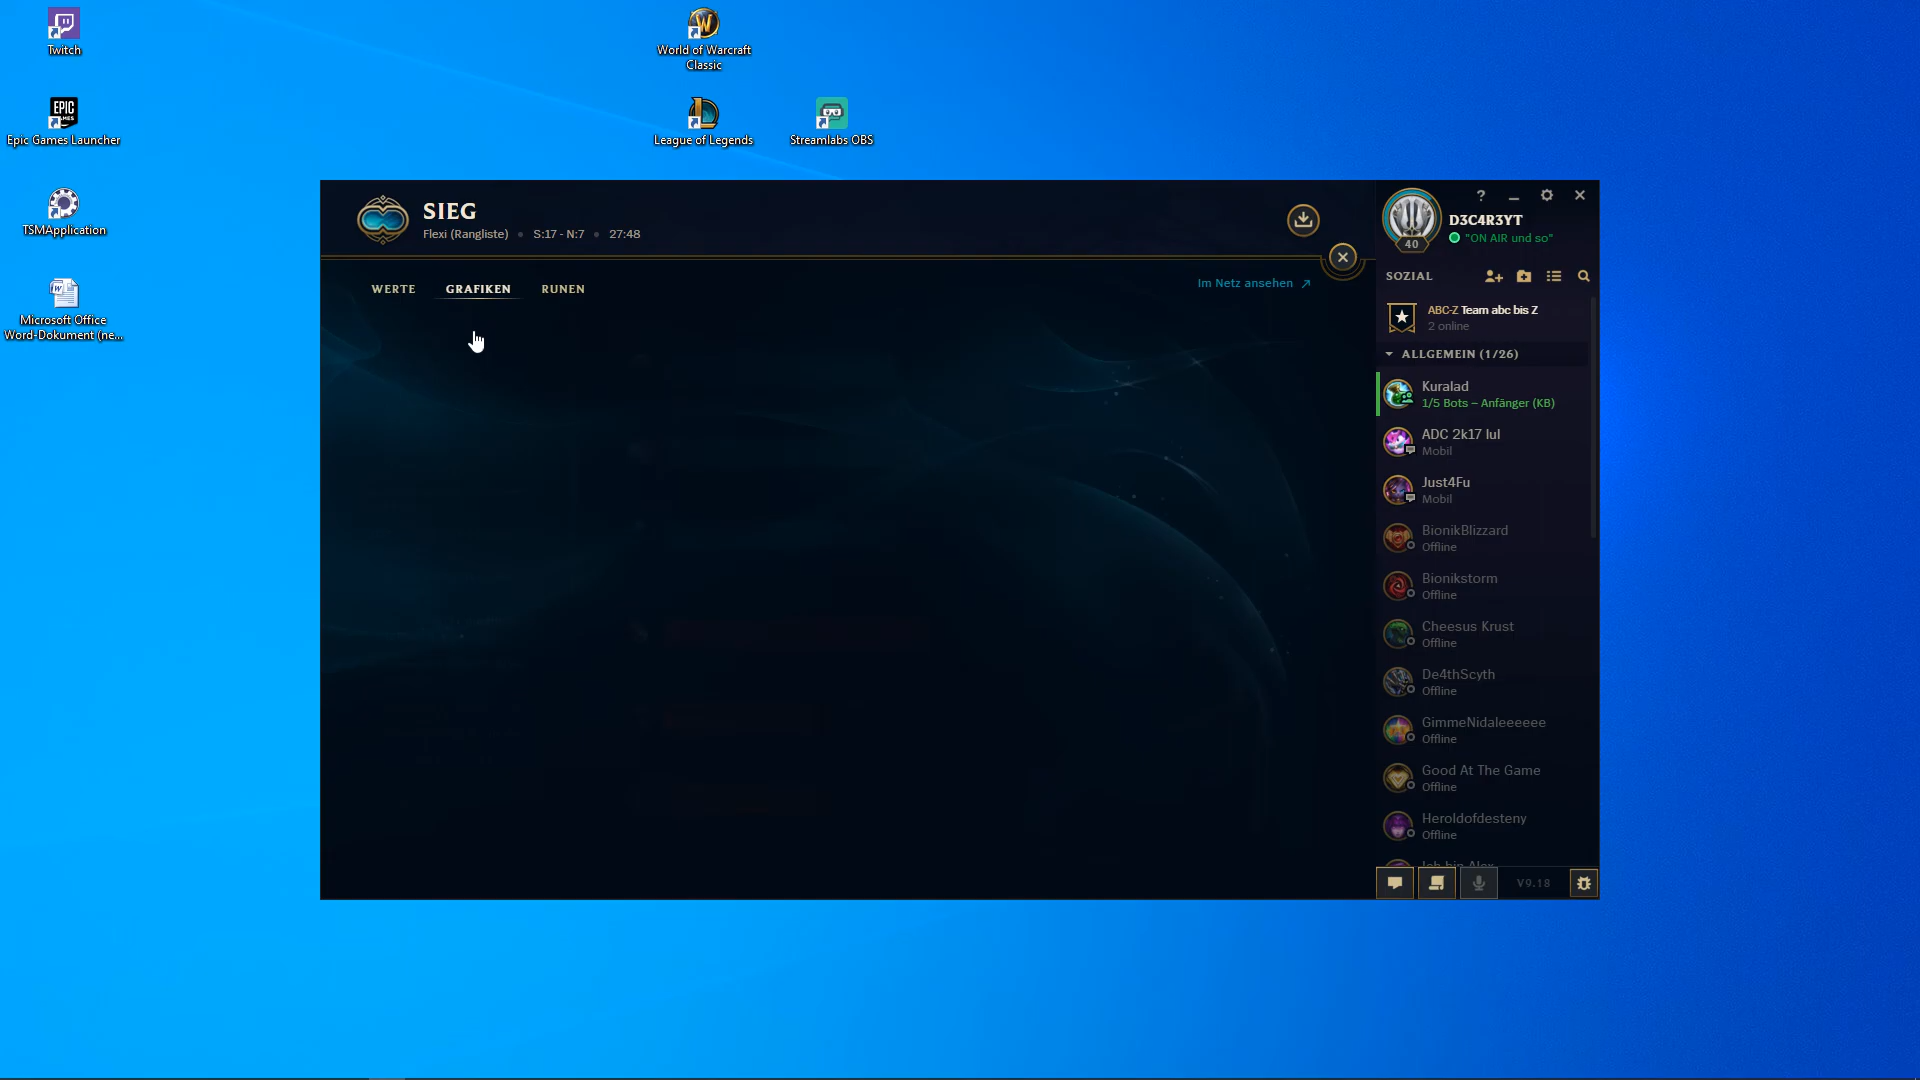 Twitch
World of Warcraft
Classic
EPIC
GAMES
Epic Games Launcher
League of Legends
Streamlabs OBS
TSMApplication
W
Microsoft Office
Word-Dokument (ne...
SIEG
Flexi (Rangliste) • S:17 - N:7 • 27:48
WERTE
GRAFIKEN
RUNEN
Im Netz ansehen
?
D3C4R3YT
"ON AIR und so"
40
SOZIAL
ABC-Z Team abc bis Z
2 online
ALLGEMEIN (1/26)
Kuralad
1/5 Bots – Anfänger (KB)
ADC 2k17 lul
Mobil
Just4Fu
Mobil
BionikBlizzard
Offline
Bionikstorm
Offline
Cheesus Krust
Offline
De4thScyth
Offline
GimmeNidaleeeeee
Offline
Good At The Game
Offline
Heroldofdesteny
Offline
Ich bin Alex
V9.18